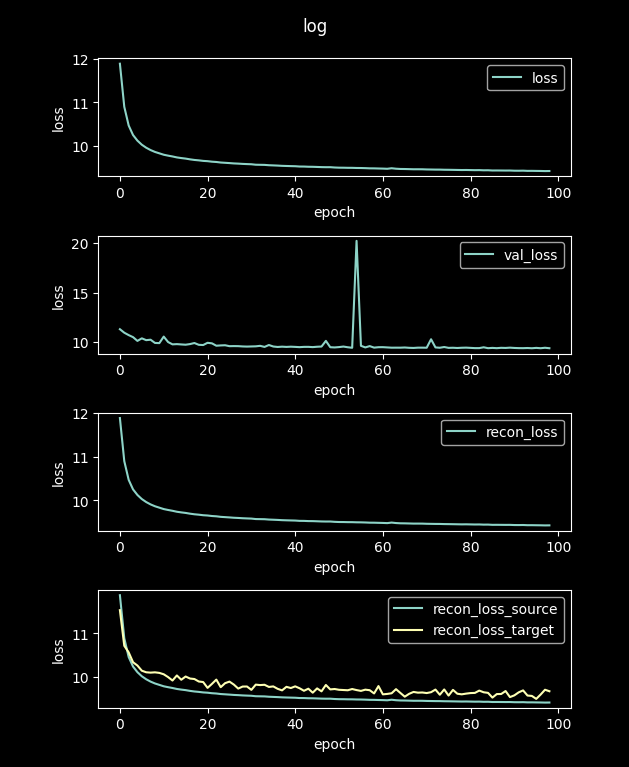 log
12
11
10
loss
loss
0 20 40 60 80 100
epoch
20
15
10
loss
val_loss
0 20 40 60 80 100
epoch
12
11
10
loss
recon_loss
0 20 40 60 80 100
epoch
11
10
loss
recon_loss_source
recon_loss_target
0 20 40 60 80 100
epoch